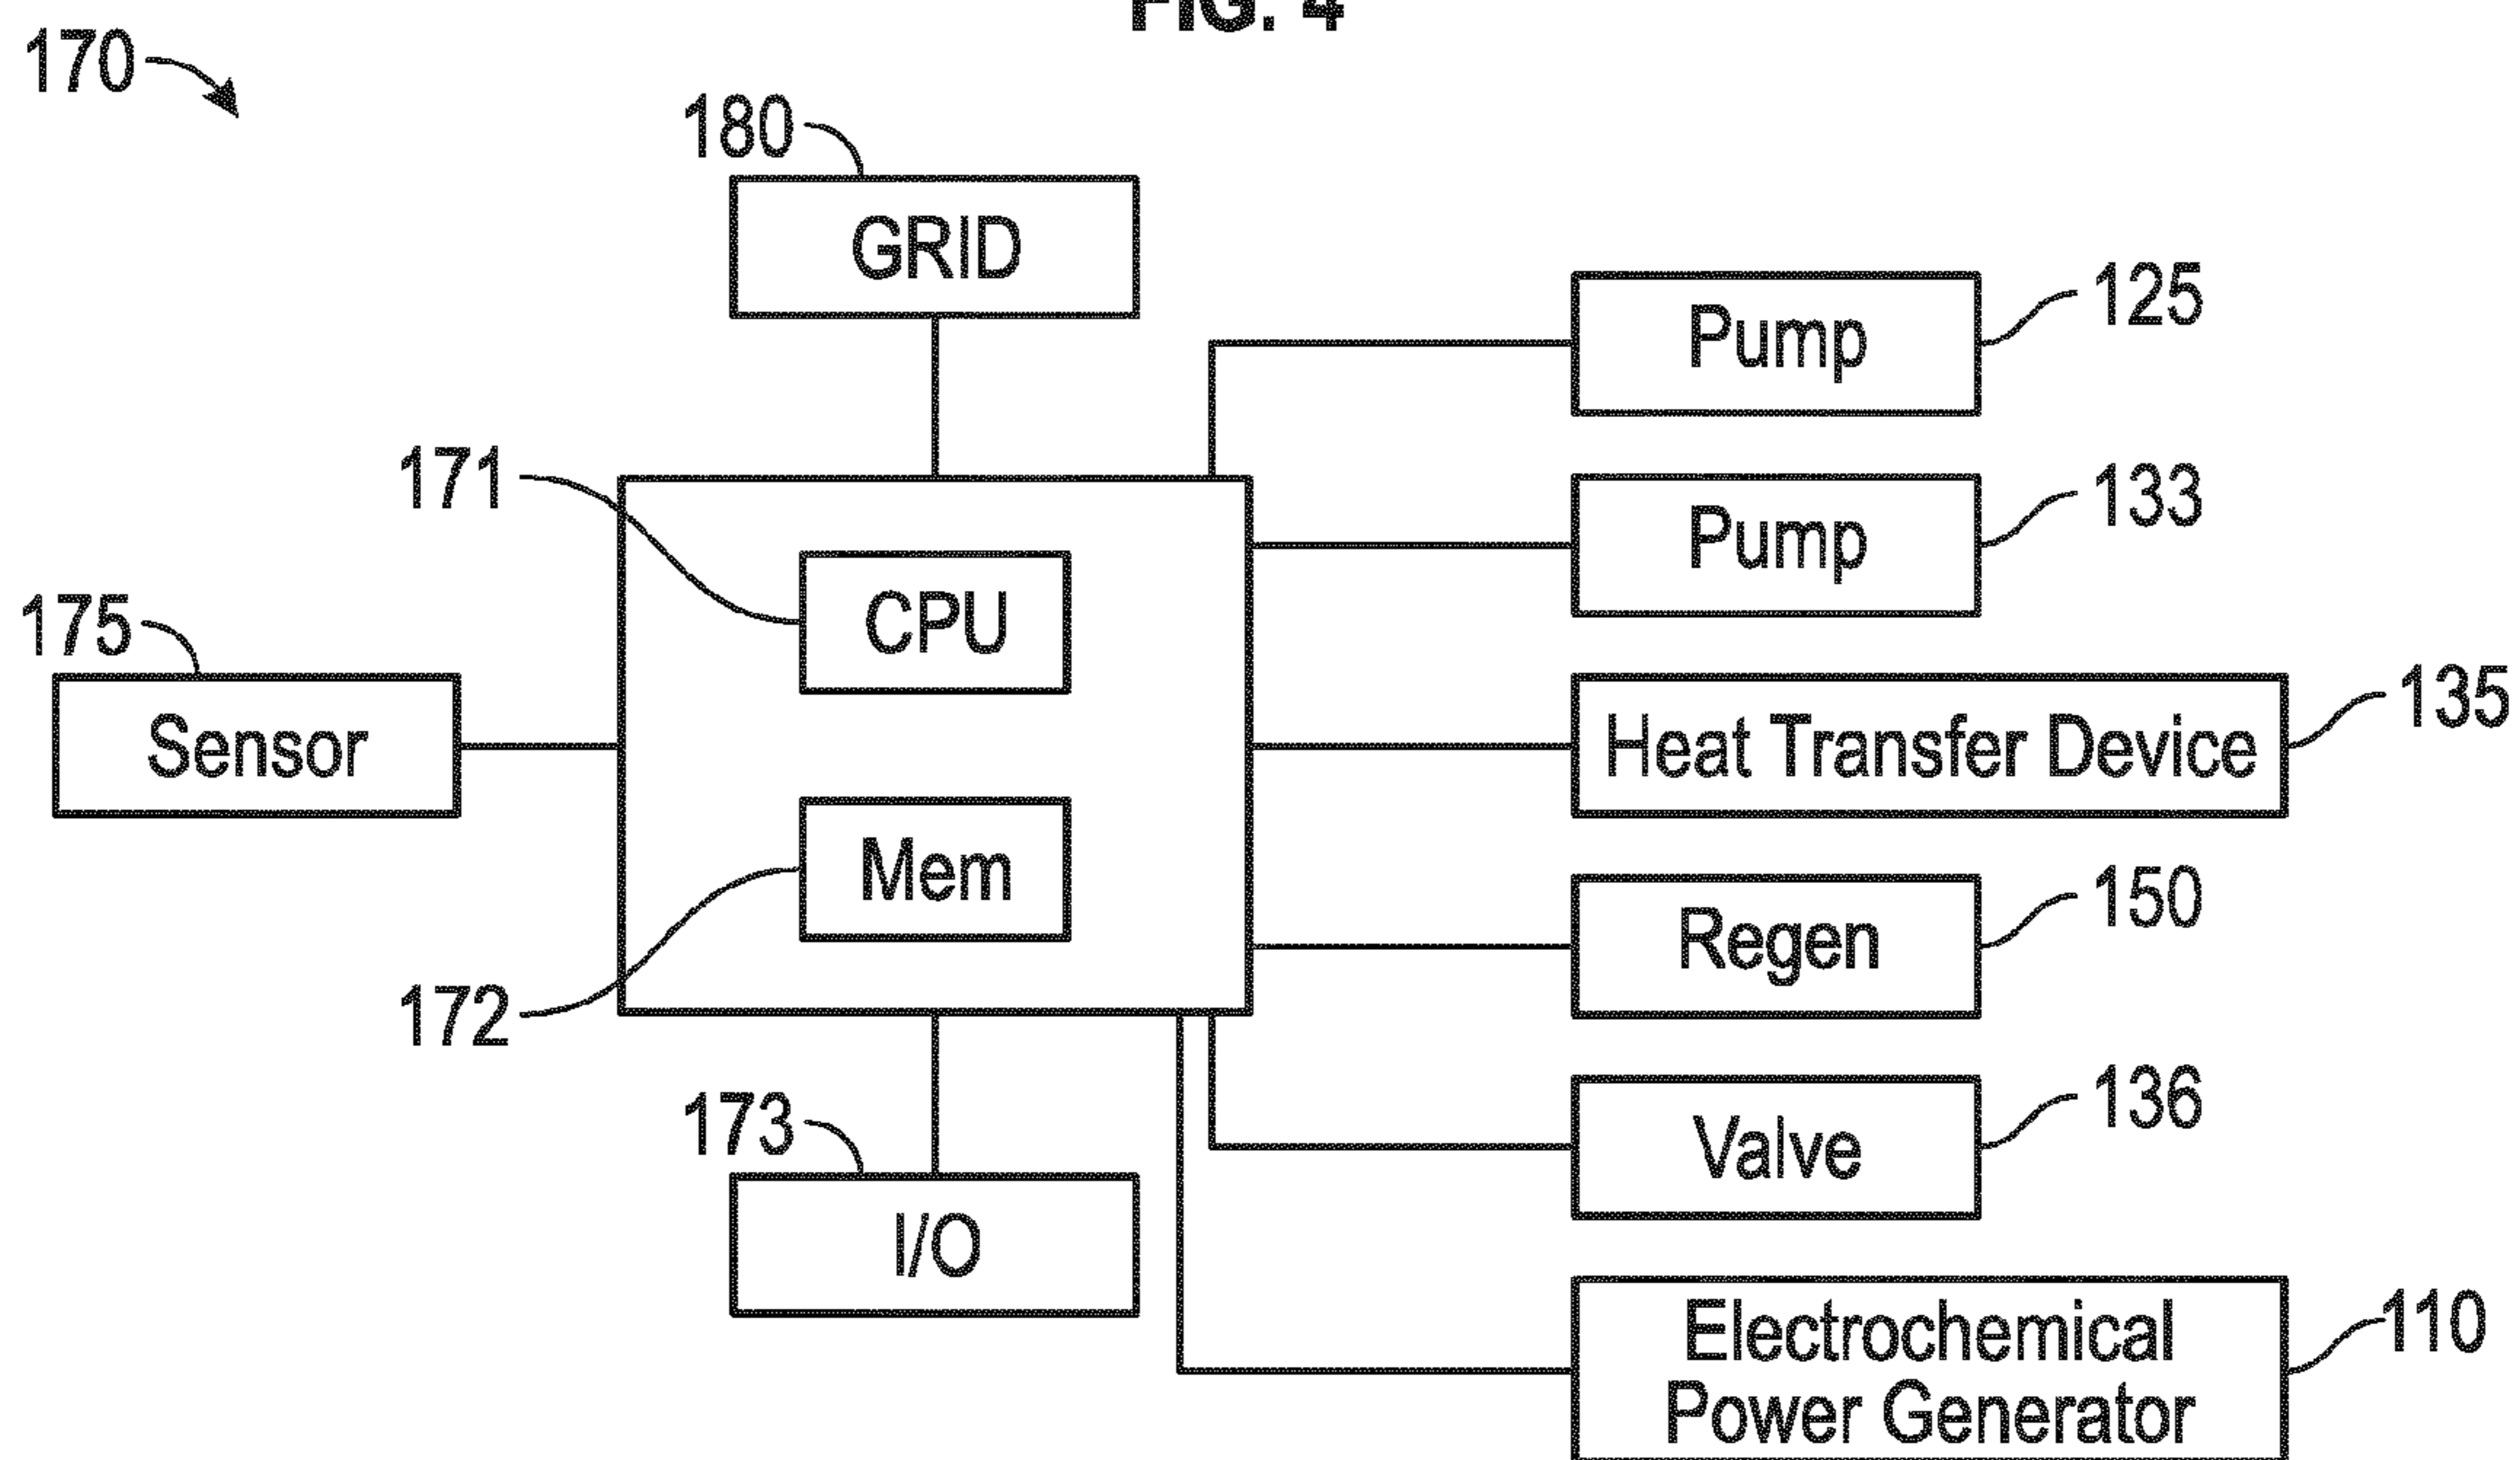 FIG. 4
170
180
GRID
Pump
125
171
Pump
133
CPU
175
Sensor
Heat Transfer Device
135
Mem
172
Regen
150
173
I/O
Valve
136
Electrochemical
Power Generator
110